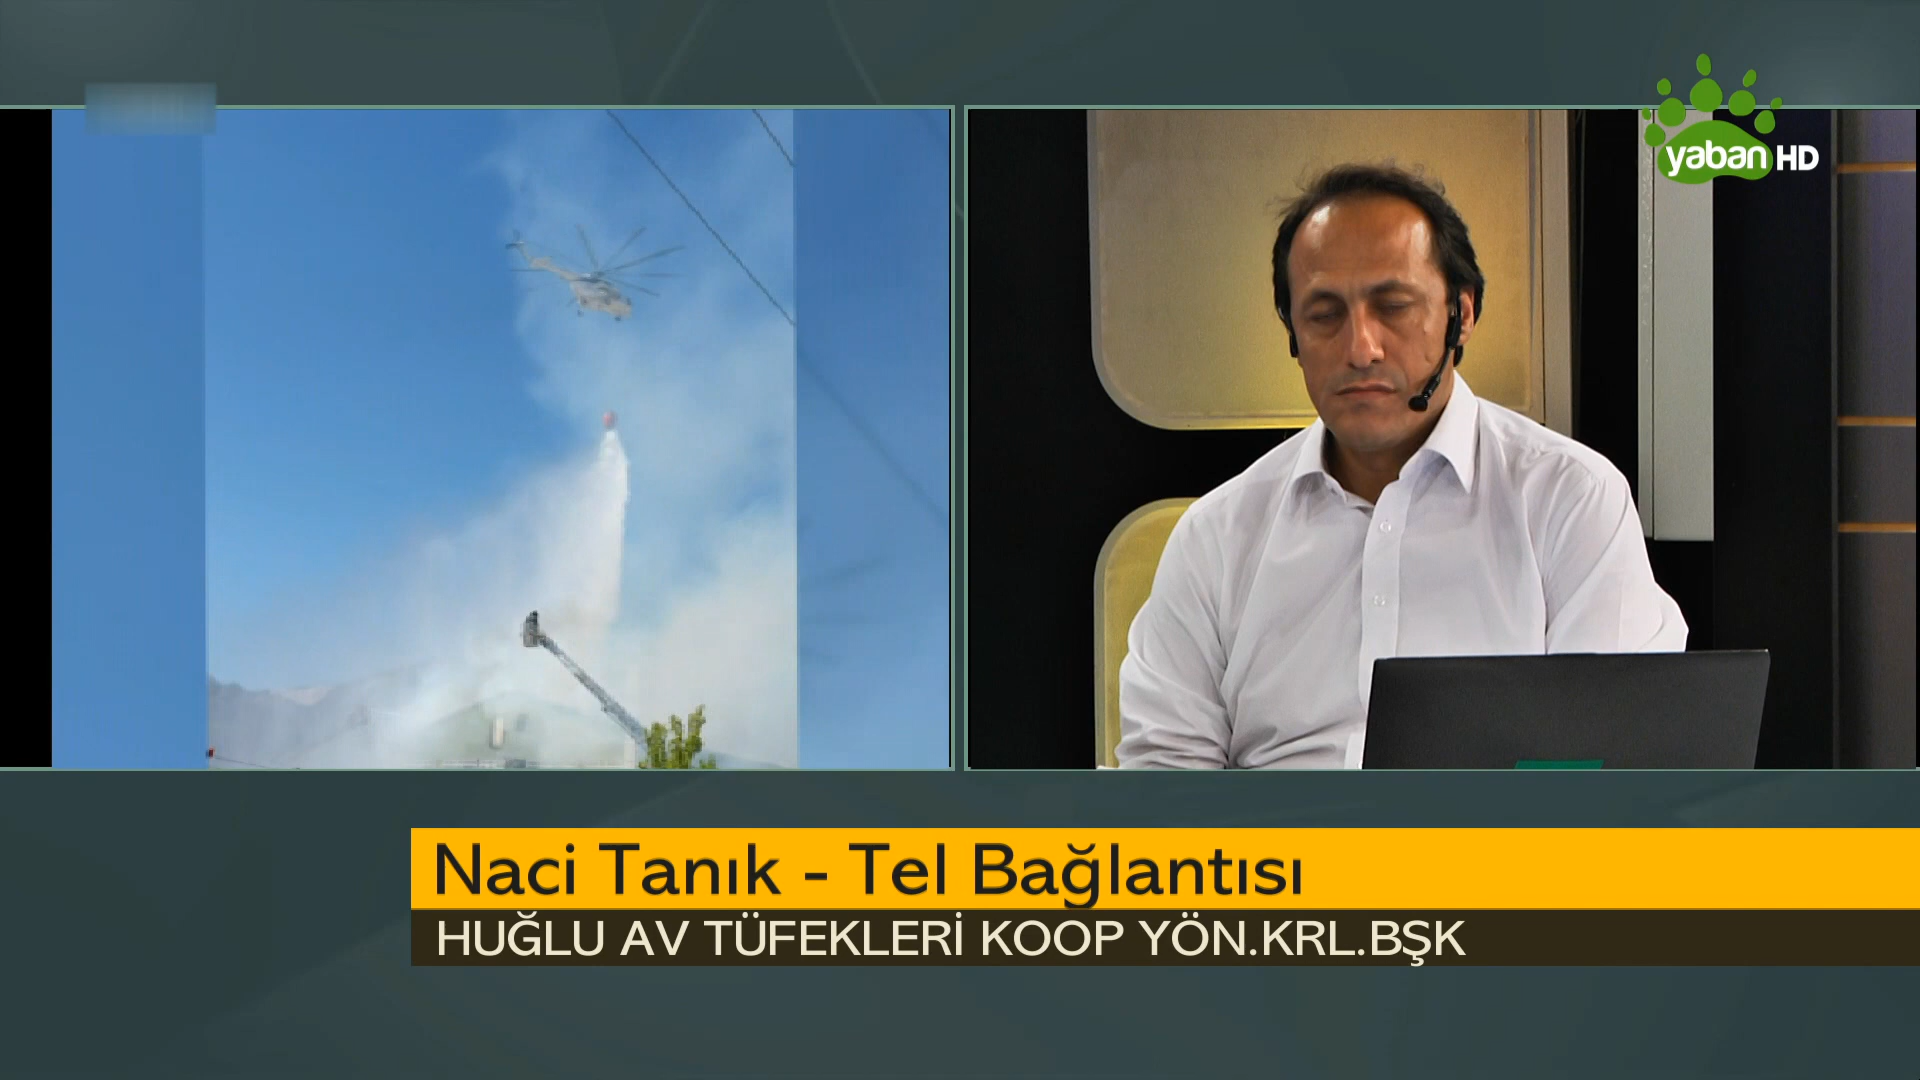 yaban HD
Naci Tanık - Tel Bağlantısı
HUĞLU AV TÜFEKLERİ KOOP YÖN.KRL.BŞK